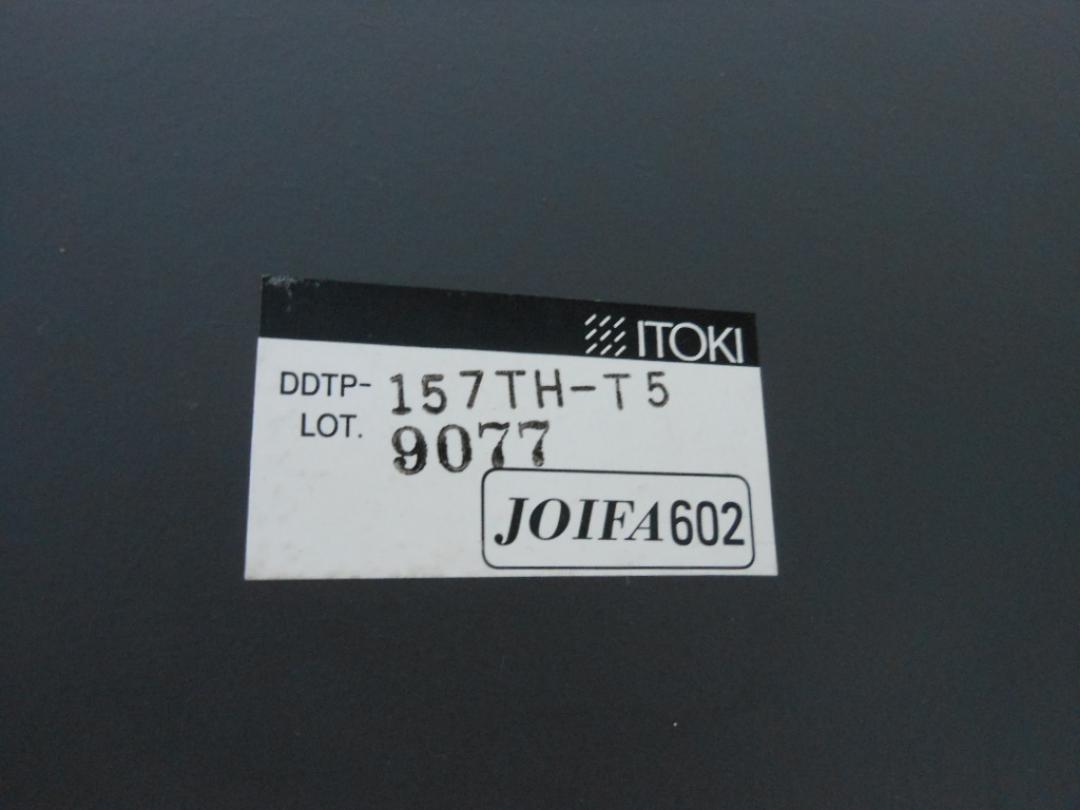 ITOKI
DDTP-157TH-T5
LOT. 9077
JOIFA602